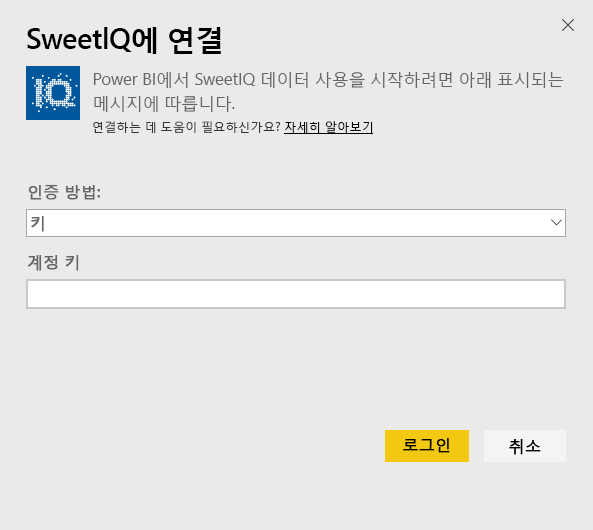 SweetIQ에 연결
IQ
Power BI에서 SweetIQ 데이터 사용을 시작하려면 아래 표시되는
메시지에 따릅니다.
연결하는 데 도움이 필요하신가요? 자세히 알아보기
인증 방법:
키
계정 키
로그인
취소